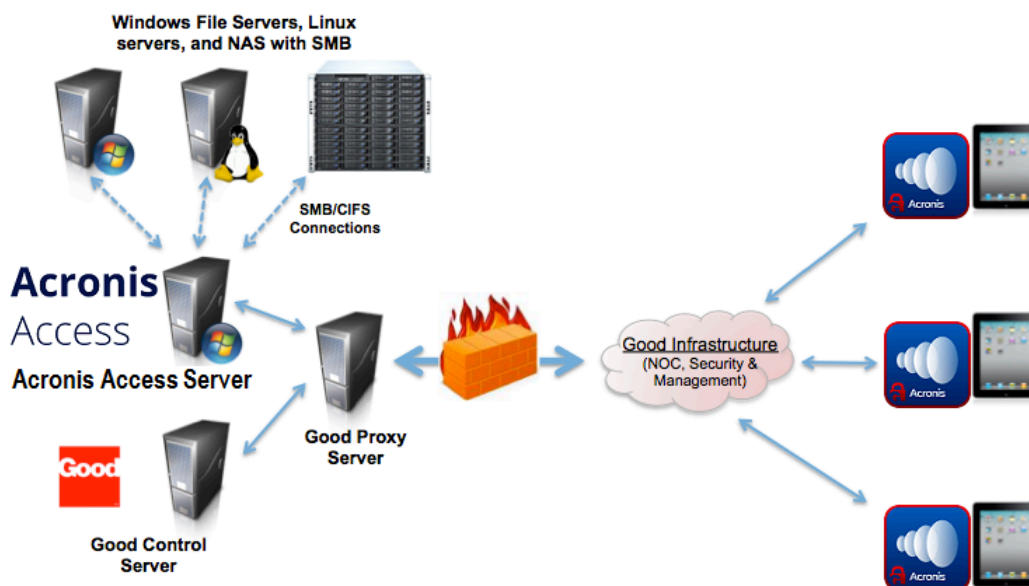 Windows File Servers, Linux
servers, and NAS with SMB
SMB/CIFS
Connections
Acronis
Access
Acronis Access Server
Good Proxy
Server
Good
Good Control
Server
Good Infrastructure
(NOC, Security &
Management)
Acronis
Acronis
Acronis